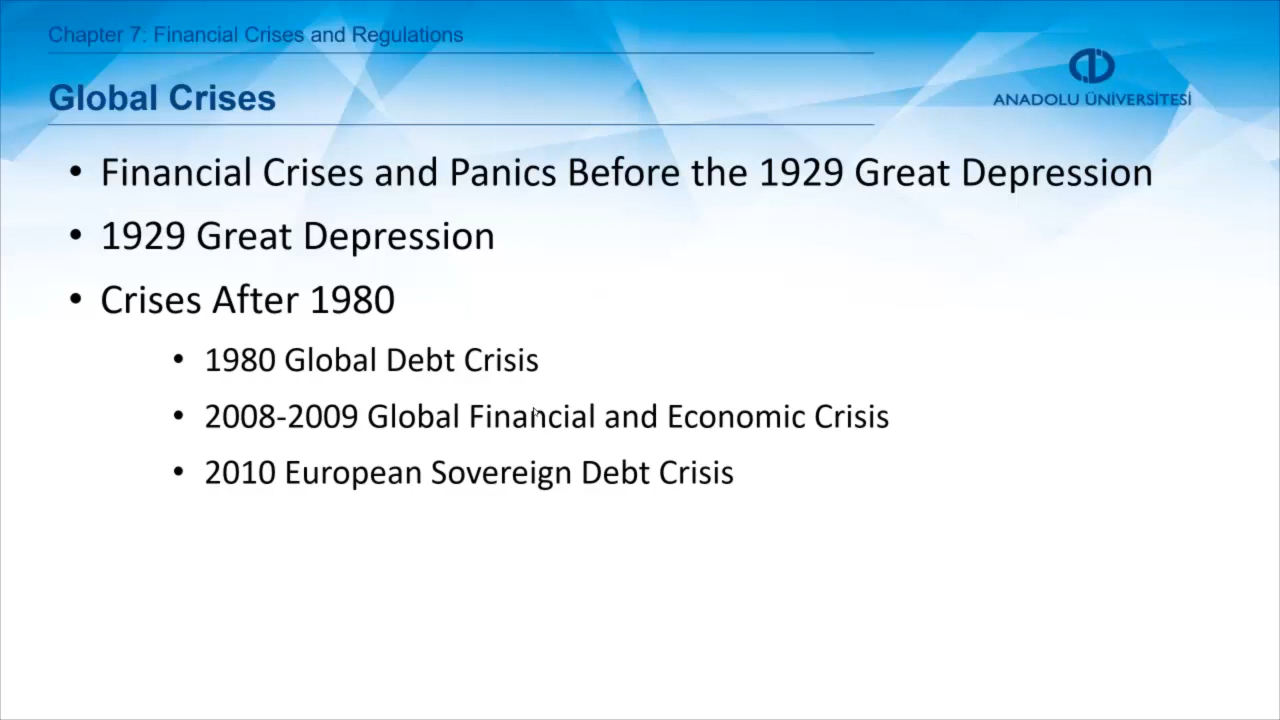 Chapter 7: Financial Crises and Regulations
Global Crises
ANADOLU ÜNİVERSİTESİ
• Financial Crises and Panics Before the 1929 Great Depression
• 1929 Great Depression
• Crises After 1980
• 1980 Global Debt Crisis
• 2008-2009 Global Financial and Economic Crisis
• 2010 European Sovereign Debt Crisis